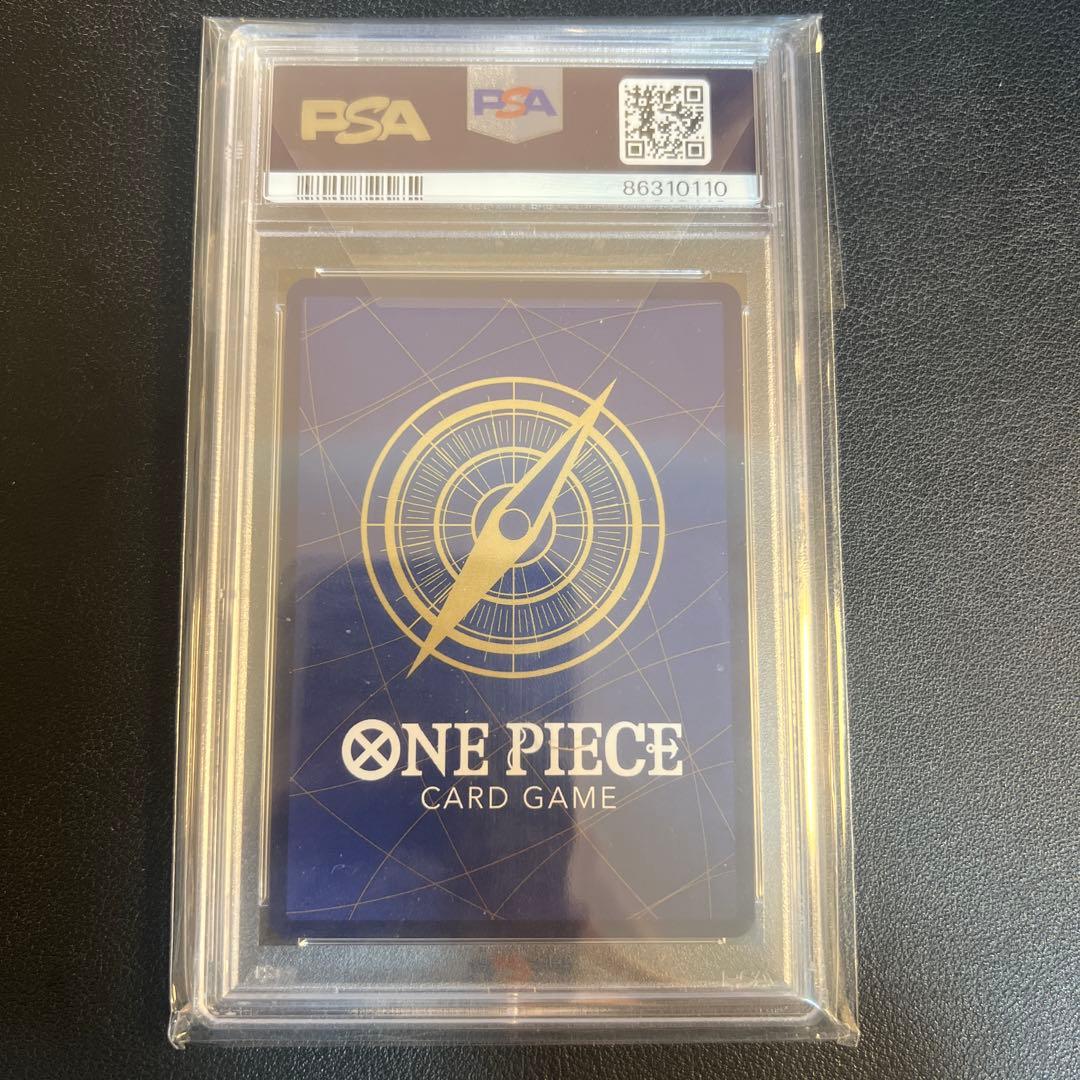 PSA PSA
86310110
ONE PIECE
CARD GAME